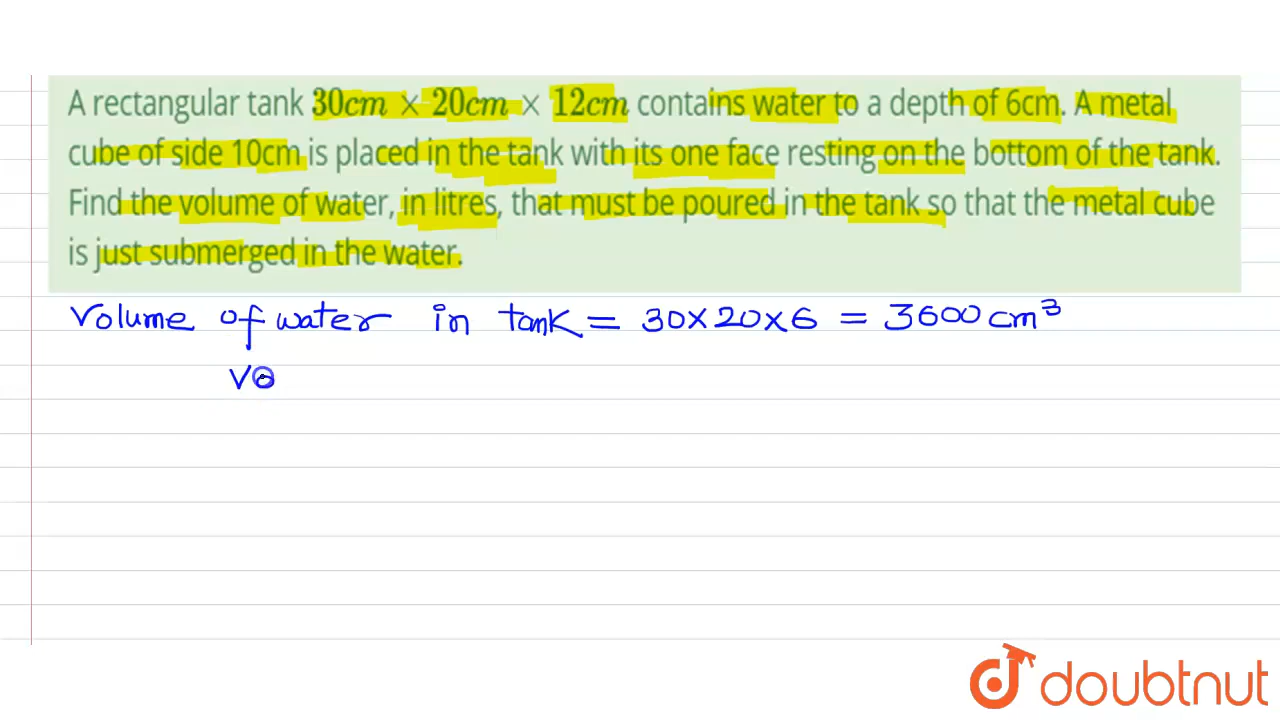 A rectangular tank 30cm × 20cm × 12cm contains water to a depth of 6cm. A metal
cube of side 10cm is placed in the tank with its one face resting on the bottom of the tank.
Find the volume of water, in litres, that must be poured in the tank so that the metal cube
is just submerged in the water.
Volume of water in tank = 30×20×6 = 3600 cm³
Vo
doubtnut